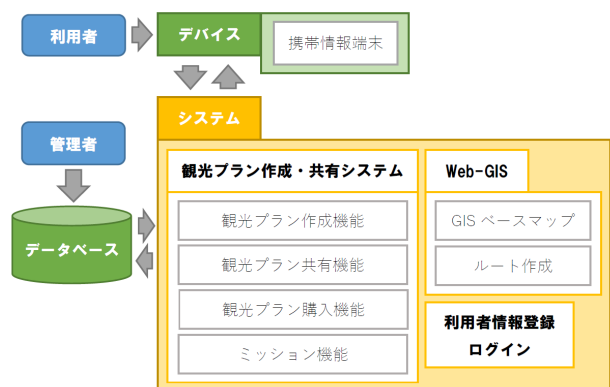 利用者
デバイス
携帯情報端末
システム
管理者
データベース
観光プラン作成・共有システム
観光プラン作成機能
観光プラン共有機能
観光プラン購入機能
ミッション機能
Web-GIS
GISベースマップ
ルート作成
利用者情報登録
ログイン